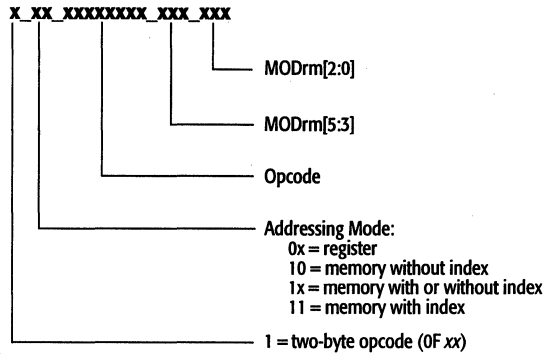 x_xx_xxxxxxxx_xxx_xxx
MODrm[2:0]
MODrm[5:3]
Opcode
Addressing Mode:
0x = register
10 = memory without index
1x = memory with or without index
11 = memory with index
1 = two-byte opcode (0F xx)